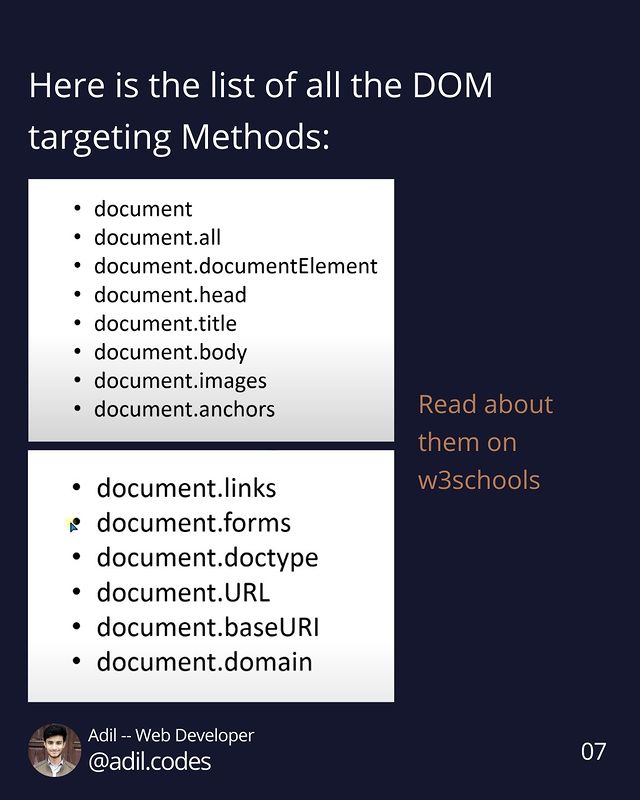 Here is the list of all the DOM
targeting Methods:
• document
• document.all
• document.documentElement
• document.head
• document.title
• document.body
• document.images
• document.anchors
Read about
them on
w3schools
• document.links
• document.forms
• document.doctype
• document.URL
• document.baseURI
• document.domain
Adil -- Web Developer
@adil.codes
07